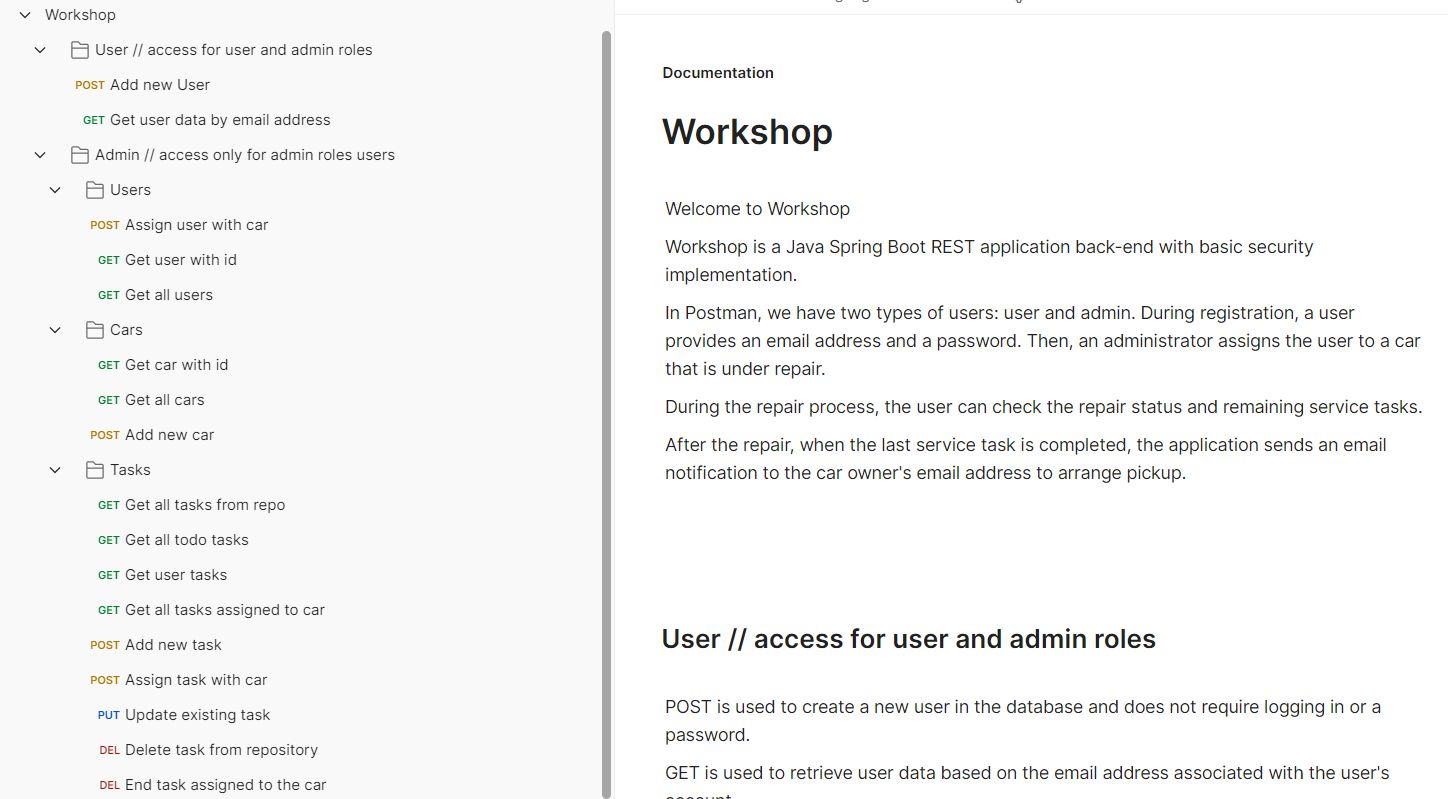 Workshop
User // access for user and admin roles
POST Add new User
GET Get user data by email address
Admin // access only for admin roles users
Users
POST Assign user with car
GET Get user with id
GET Get all users
Cars
GET Get car with id
GET Get all cars
POST Add new car
Tasks
GET Get all tasks from repo
GET Get all todo tasks
GET Get user tasks
GET Get all tasks assigned to car
POST Add new task
POST Assign task with car
PUT Update existing task
DEL Delete task from repository
DEL End task assigned to the car
Documentation
Workshop
Welcome to Workshop
Workshop is a Java Spring Boot REST application back-end with basic security
implementation.
In Postman, we have two types of users: user and admin. During registration, a user
provides an email address and a password. Then, an administrator assigns the user to a car
that is under repair.
During the repair process, the user can check the repair status and remaining service tasks.
After the repair, when the last service task is completed, the application sends an email
notification to the car owner's email address to arrange pickup.
User // access for user and admin roles
POST is used to create a new user in the database and does not require logging in or a
password.
GET is used to retrieve user data based on the email address associated with the user's